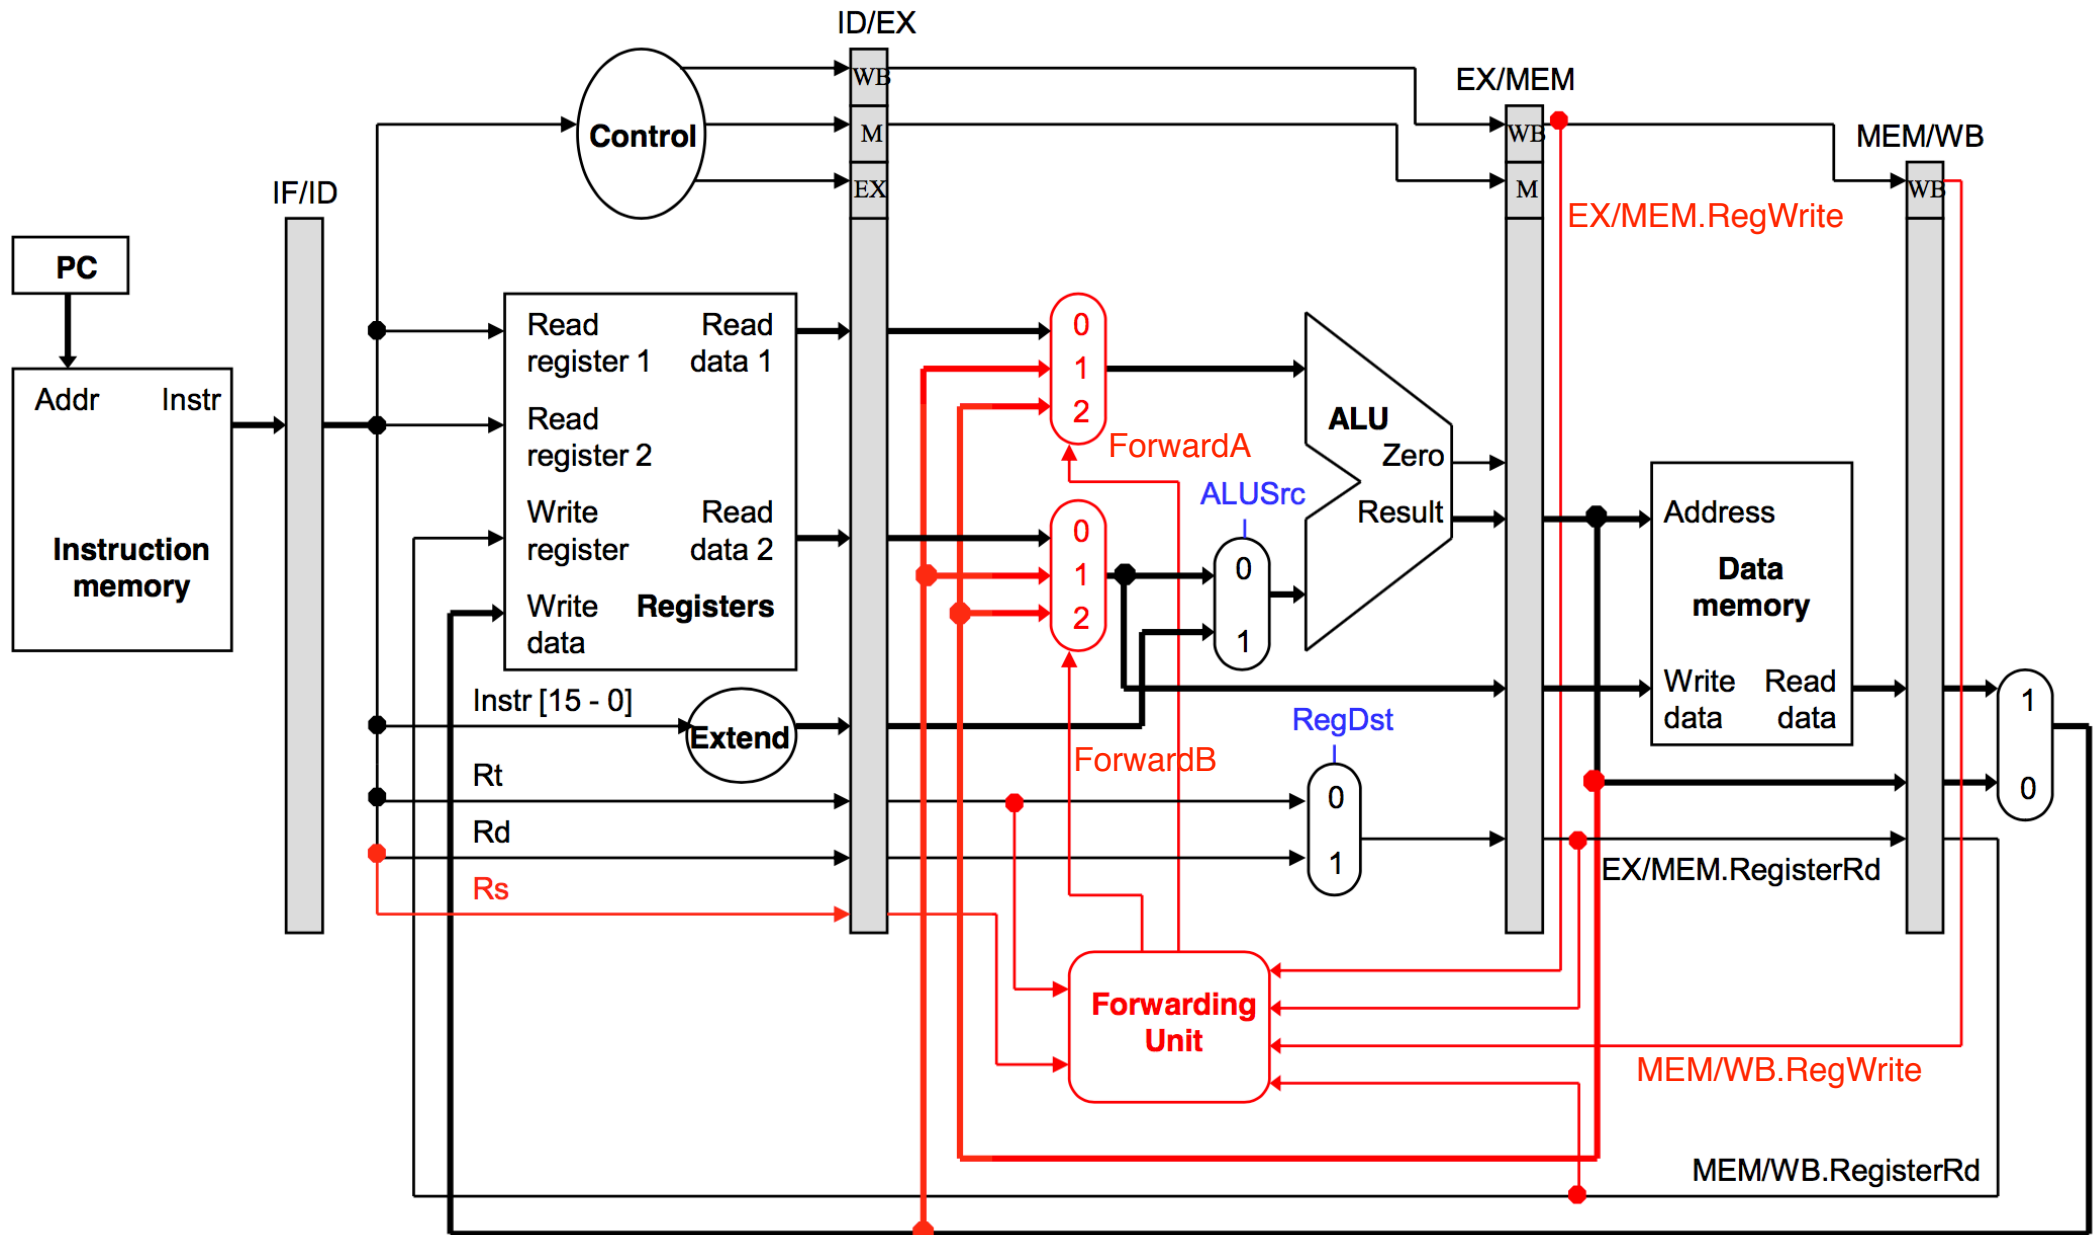 ID/EX
EX/MEM
MEM/WB
IF/ID
WB
M
EX
WB
M
WB
Control
EX/MEM.RegWrite
PC
Addr Instr
Instruction
memory
Read
register 1
Read
data 1
Read
register 2
Write
register
Read
data 2
Write
data
Registers
0
1
2
ForwardA
0
1
2
ALUSrc
0
1
ALU
Zero
Result
Address
Data
memory
Write
data
Read
data
1
0
Instr [15 - 0]
Extend
RegDst
ForwardB
Rt
Rd
Rs
0
1
EX/MEM.RegisterRd
Forwarding
Unit
MEM/WB.RegWrite
MEM/WB.RegisterRd